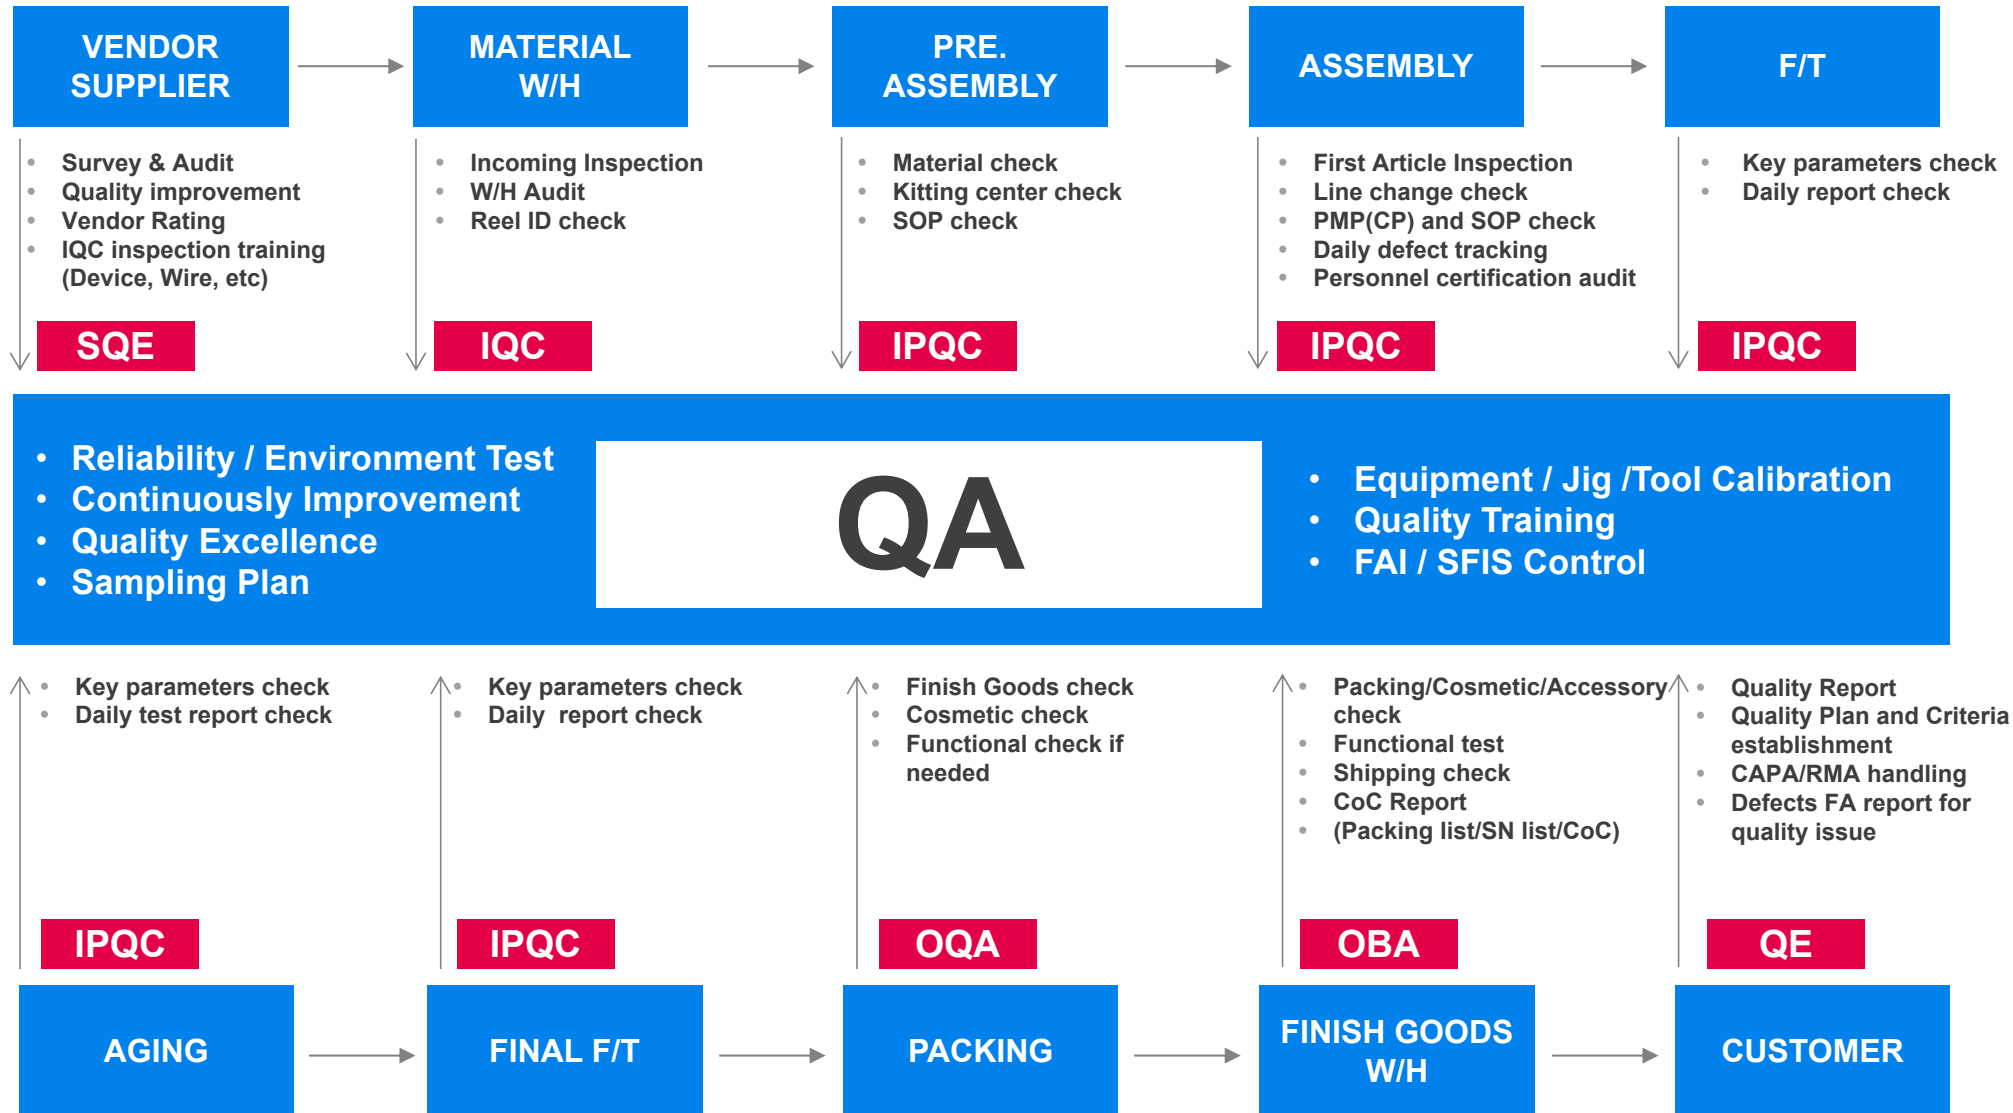 VENDOR
SUPPLIER
MATERIAL
W/H
PRE.
ASSEMBLY
ASSEMBLY
F/T
• Survey & Audit
• Quality improvement
• Vendor Rating
• IQC inspection training
(Device, Wire, etc)
SQE
• Incoming Inspection
• W/H Audit
• Reel ID check
IQC
• Material check
• Kitting center check
• SOP check
IPQC
• First Article Inspection
• Line change check
• PMP(CP) and SOP check
• Daily defect tracking
• Personnel certification audit
IPQC
• Key parameters check
• Daily report check
IPQC
• Reliability / Environment Test
• Continuously Improvement
• Quality Excellence
• Sampling Plan
QA
• Equipment / Jig /Tool Calibration
• Quality Training
• FAI / SFIS Control
• Key parameters check
• Daily test report check
IPQC
• Key parameters check
• Daily  report check
IPQC
• Finish Goods check
• Cosmetic check
• Functional check if
needed
OQA
• Packing/Cosmetic/Accessory
check
• Functional test
• Shipping check
• CoC Report
• (Packing list/SN list/CoC)
OBA
• Quality Report
• Quality Plan and Criteria
establishment
• CAPA/RMA handling
• Defects FA report for
quality issue
QE
AGING
FINAL F/T
PACKING
FINISH GOODS
W/H
CUSTOMER